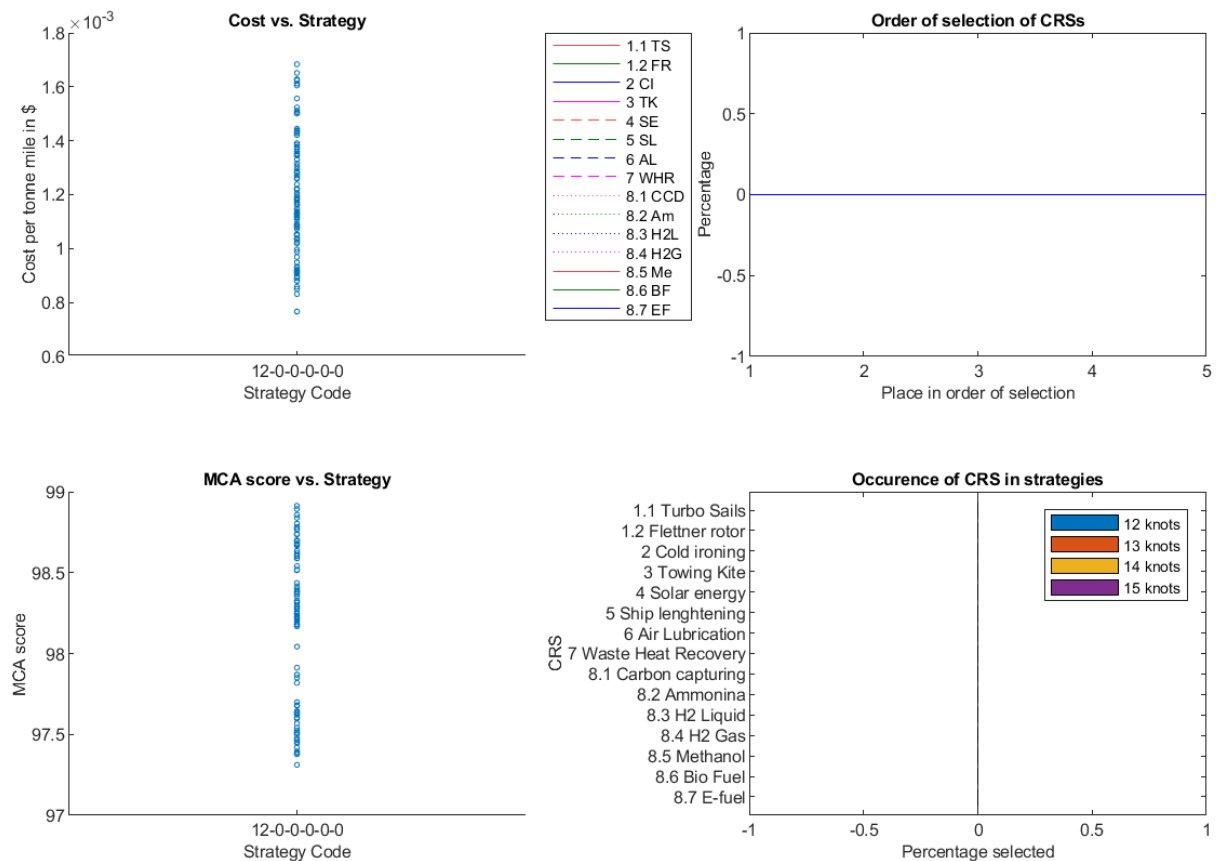 Cost vs. Strategy
×10^-3
1.8
1.6
1.4
1.2
1
0.8
0.6
Cost per tonne mile in $
12-0-0-0-0-0-0
Strategy Code
1.1 TS
1.2 FR
2 CI
3 TK
4 SE
5 SL
6 AL
7 WHR
8.1 CCD
8.2 Am
8.3 H2L
8.4 H2G
8.5 Me
8.6 BF
8.7 EF
Order of selection of CRSs
1
0.5
0
-0.5
-1
Percentage
1 2 3 4 5
Place in order of selection
MCA score vs. Strategy
99
98.5
98
97.5
97
MCA score
12-0-0-0-0-0-0
Strategy Code
Occurence of CRS in strategies
1.1 Turbo Sails
1.2 Flettner rotor
2 Cold ironing
3 Towing Kite
4 Solar energy
5 Ship lenghtening
6 Air Lubrication
7 Waste Heat Recovery
8.1 Carbon capturing
8.2 Ammonina
8.3 H2 Liquid
8.4 H2 Gas
8.5 Methanol
8.6 Bio Fuel
8.7 E-fuel
CRS
12 knots
13 knots
14 knots
15 knots
-1 -0.5 0 0.5 1
Percentage selected